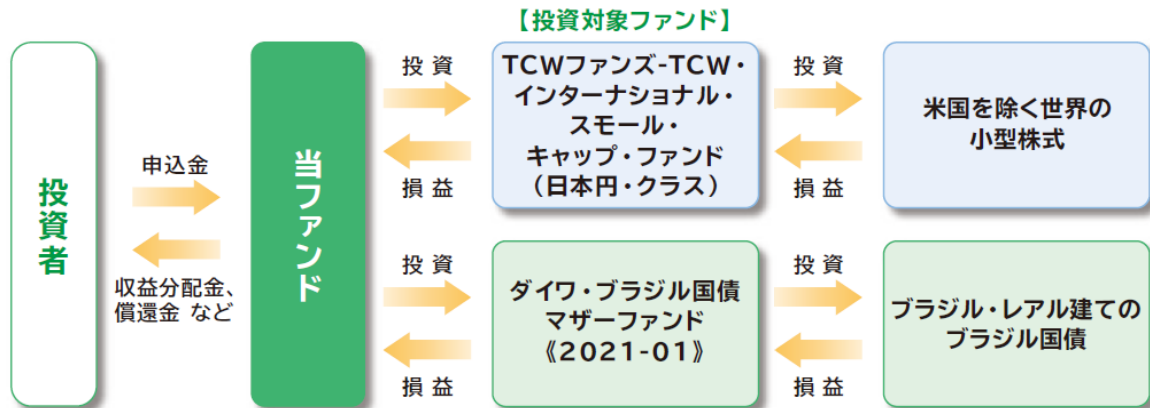 【投資対象ファンド】
投資者
申込金
収益分配金、
償還金 など
当ファンド
投 資
損 益
TCWファンズ-TCW・
インターナショナル・
スモール・
キャップ・ファンド
（日本円・クラス）
投 資
損 益
米国を除く世界の
小型株式
投 資
損 益
ダイワ・ブラジル国債
マザーファンド
《2021-01》
投 資
損 益
ブラジル・レアル建ての
ブラジル国債